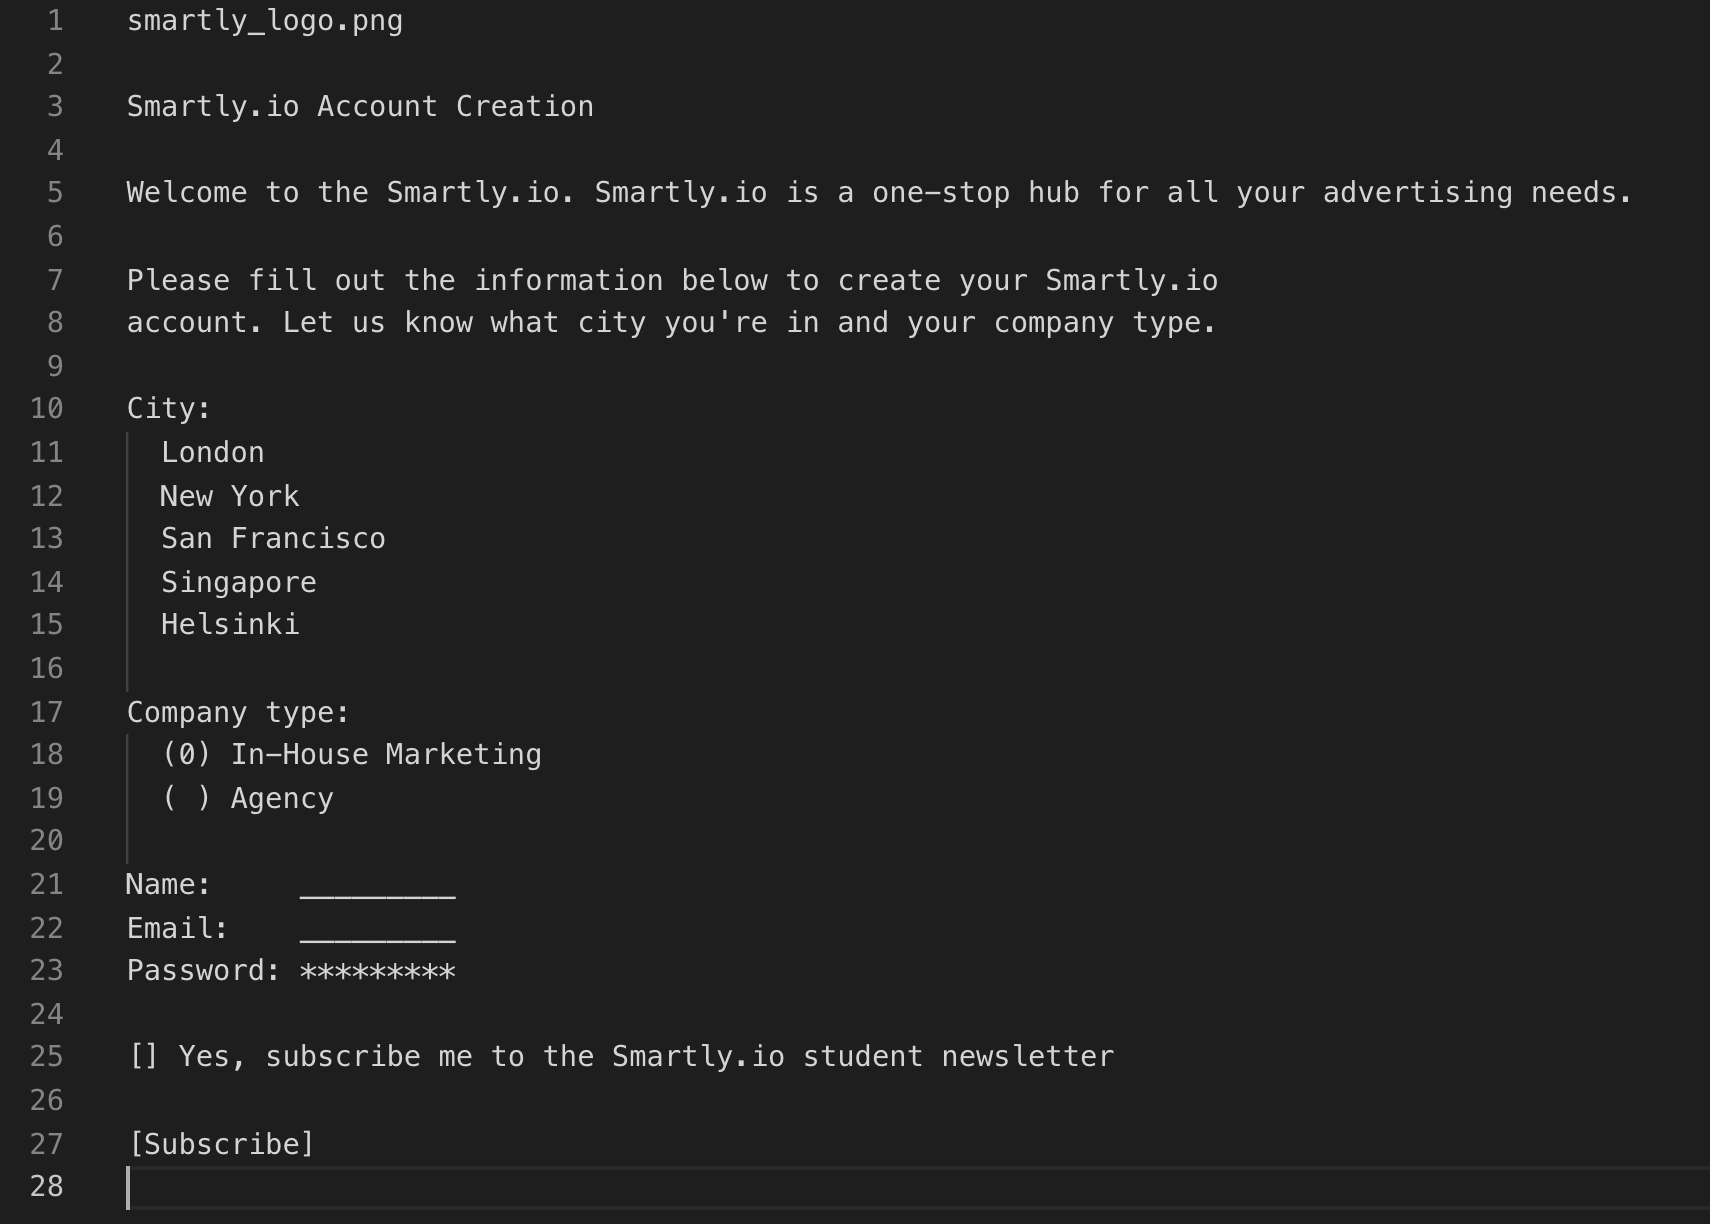 1 smartly_logo.png
2
3 Smartly.io Account Creation
4
5 Welcome to the Smartly.io. Smartly.io is a one-stop hub for all your advertising needs.
6
7 Please fill out the information below to create your Smartly.io
8 account. Let us know what city you're in and your company type.
9
10 City:
11   London
12   New York
13   San Francisco
14   Singapore
15   Helsinki
16
17 Company type:
18   (0) In-House Marketing
19   ( ) Agency
20
21 Name:     _________
22 Email:    _________
23 Password: *********
24
25 [] Yes, subscribe me to the Smartly.io student newsletter
26
27 [Subscribe]
28